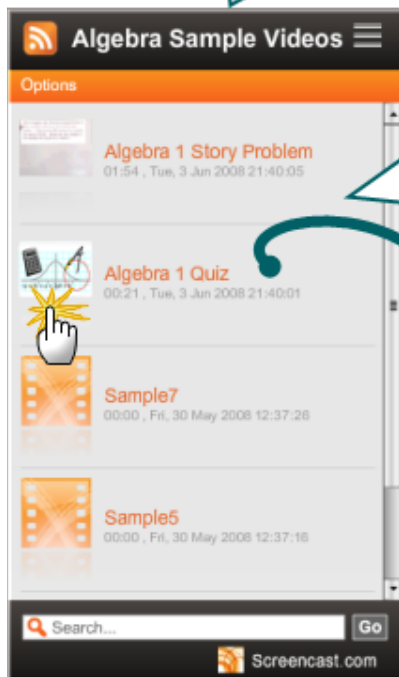 Algebra Sample Videos
Options
Algebra 1 Story Problem
01:54 , Tue, 3 Jun 2008 21:40:05
Algebra 1 Quiz
00:21 , Tue, 3 Jun 2008 21:40:01
Sample7
00:00 , Fri, 30 May 2008 12:37:26
Sample5
00:00 , Fri, 30 May 2008 12:37:16
Search...
Go
Screencast.com